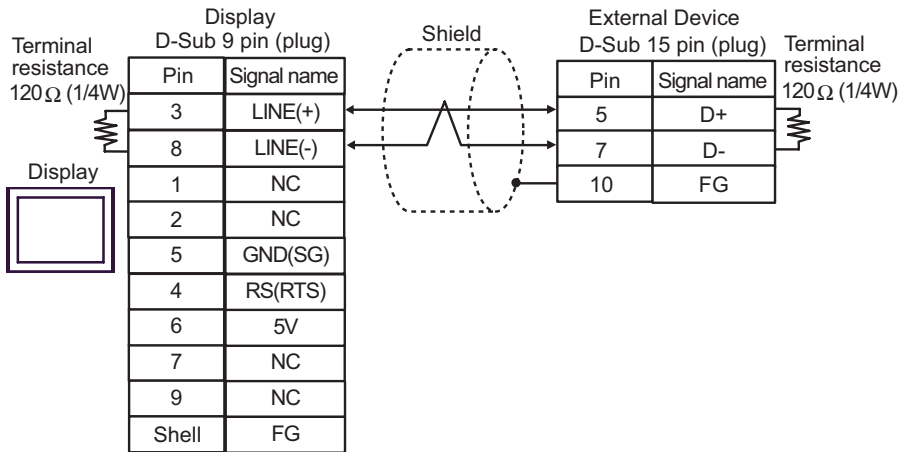 Display
D-Sub 9 pin (plug)
Shield
External Device
D-Sub 15 pin (plug)
Terminal
resistance
120Ω (1/4W)
Terminal
resistance
120Ω (1/4W)
Display
Pin Signal name
3 LINE(+)
8 LINE(-)
1 NC
2 NC
5 GND(SG)
4 RS(RTS)
6 5V
7 NC
9 NC
Shell FG
Pin Signal name
5 D+
7 D-
10 FG